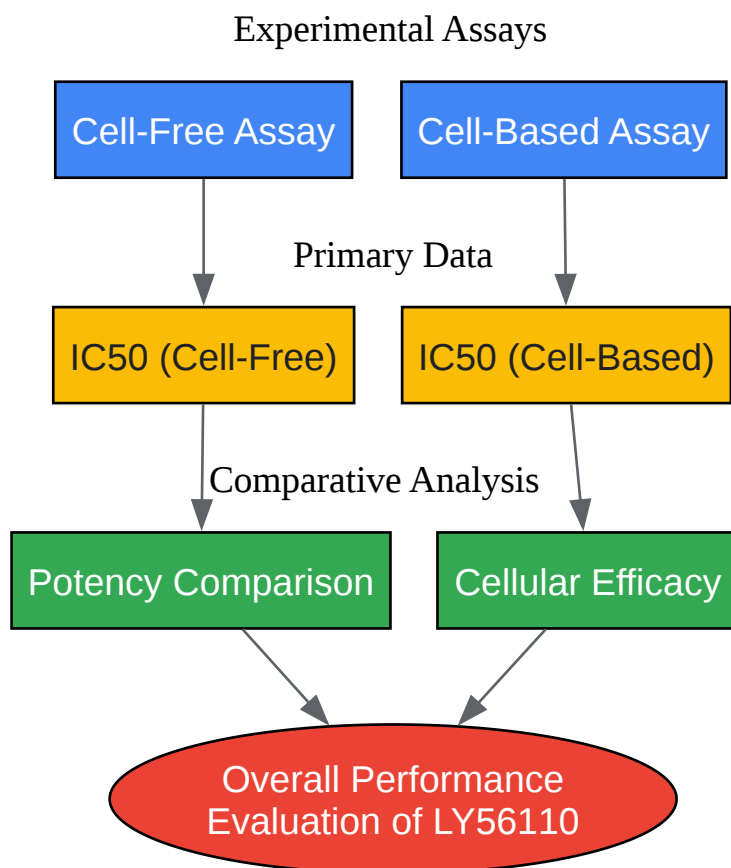 Experimental Assays
Cell-Free Assay
Cell-Based Assay
Primary Data
IC50 (Cell-Free)
IC50 (Cell-Based)
Comparative Analysis
Potency Comparison
Cellular Efficacy
Overall Performance
Evaluation of LY56110